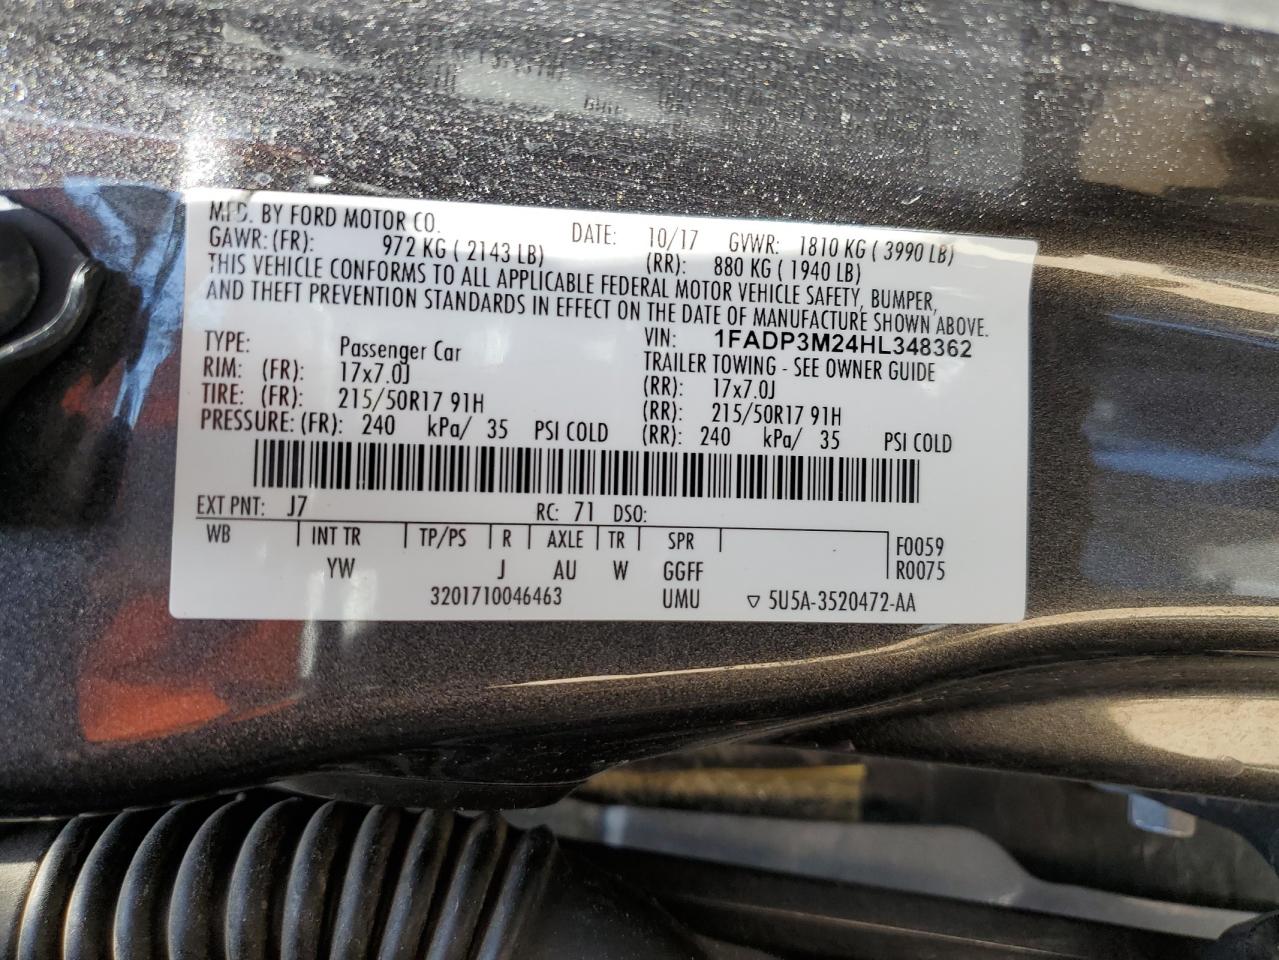 MFD. BY FORD MOTOR CO. DATE: 10/17 GVWR: 1810 KG ( 3990 LB)
GAWR: (FR): 972 KG ( 2143 LB) (RR): 880 KG ( 1940 LB)
THIS VEHICLE CONFORMS TO ALL APPLICABLE FEDERAL MOTOR VEHICLE SAFETY, BUMPER,
AND THEFT PREVENTION STANDARDS IN EFFECT ON THE DATE OF MANUFACTURE SHOWN ABOVE.
VIN: 1FADP3M24HL348362
TYPE: Passenger Car TRAILER TOWING - SEE OWNER GUIDE
RIM: (FR): 17x7.0J (RR): 17x7.0J
TIRE: (FR): 215/50R17 91H (RR): 215/50R17 91H
PRESSURE: (FR): 240 kPa/ 35 PSI COLD (RR): 240 kPa/ 35 PSI COLD
EXT PNT: J7 RC: 71 DSO:
WB INT TR TP/PS R AXLE TR SPR F0059
YW J AU W GGFF R0075
3201710046463 UMU ▽ 5U5A-3520472-AA